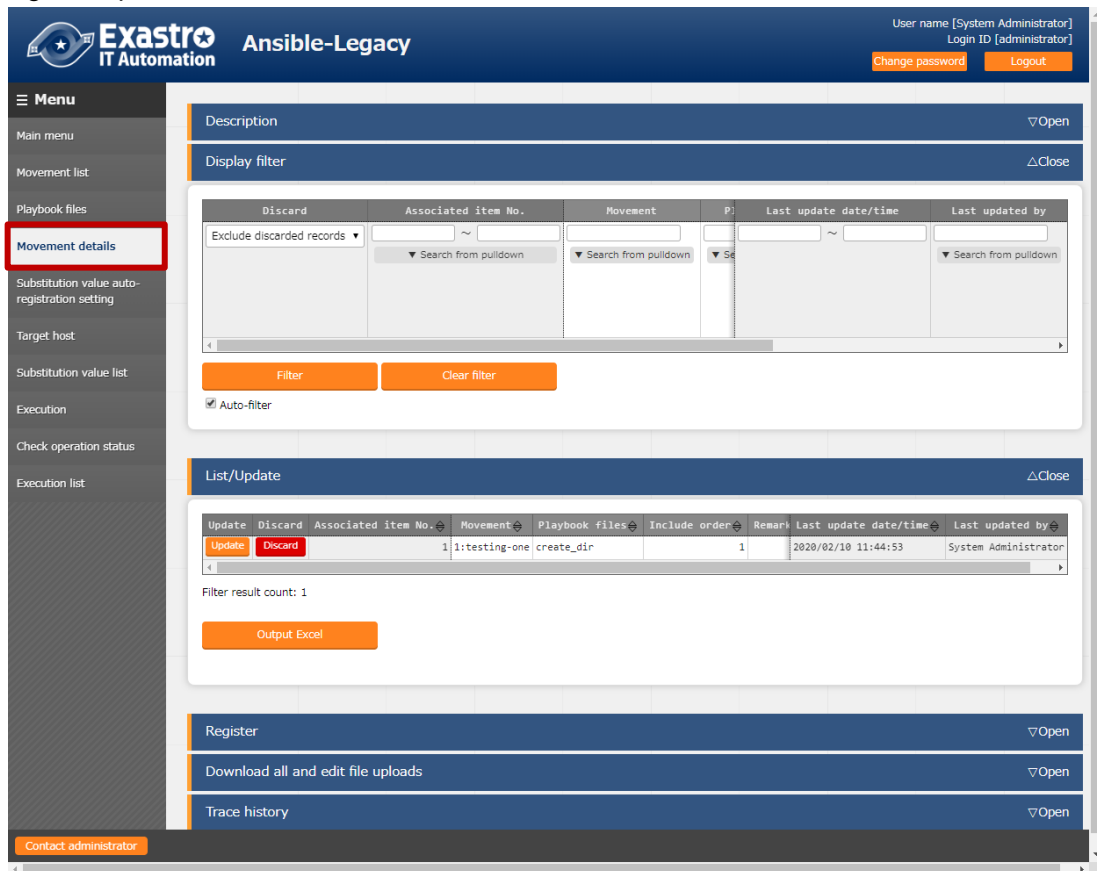 Exastro
IT Automation
Ansible-Legacy
User name [System Administrator]
Login ID [administrator]
Change password
Logout
☰ Menu
Main menu
Movement list
Playbook files
Movement details
Substitution value auto-
registration setting
Target host
Substitution value list
Execution
Check operation status
Execution list
Description ▽Open
Display filter △Close
Discard Associated item No. Movement Last update date/time Last updated by
Exclude discarded records ▼ ~ ~
▼ Search from pulldown ▼ Search from pulldown ▼ Se ▼ Search from pulldown
Filter Clear filter
Auto-filter
List/Update △Close
Update Discard Associated item No. Movement Playbook files Include order Remark Last update date/time Last updated by
Update Discard 1 1:testing-one create_dir 1 2020/02/10 11:44:53 System Administrator
Filter result count: 1
Output Excel
Register ▽Open
Download all and edit file uploads ▽Open
Trace history ▽Open
Contact administrator